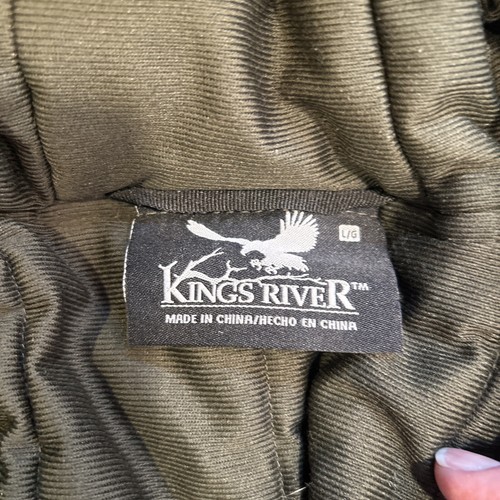 L/G
KINGS RIVER™
MADE IN CHINA/HECHO EN CHINA